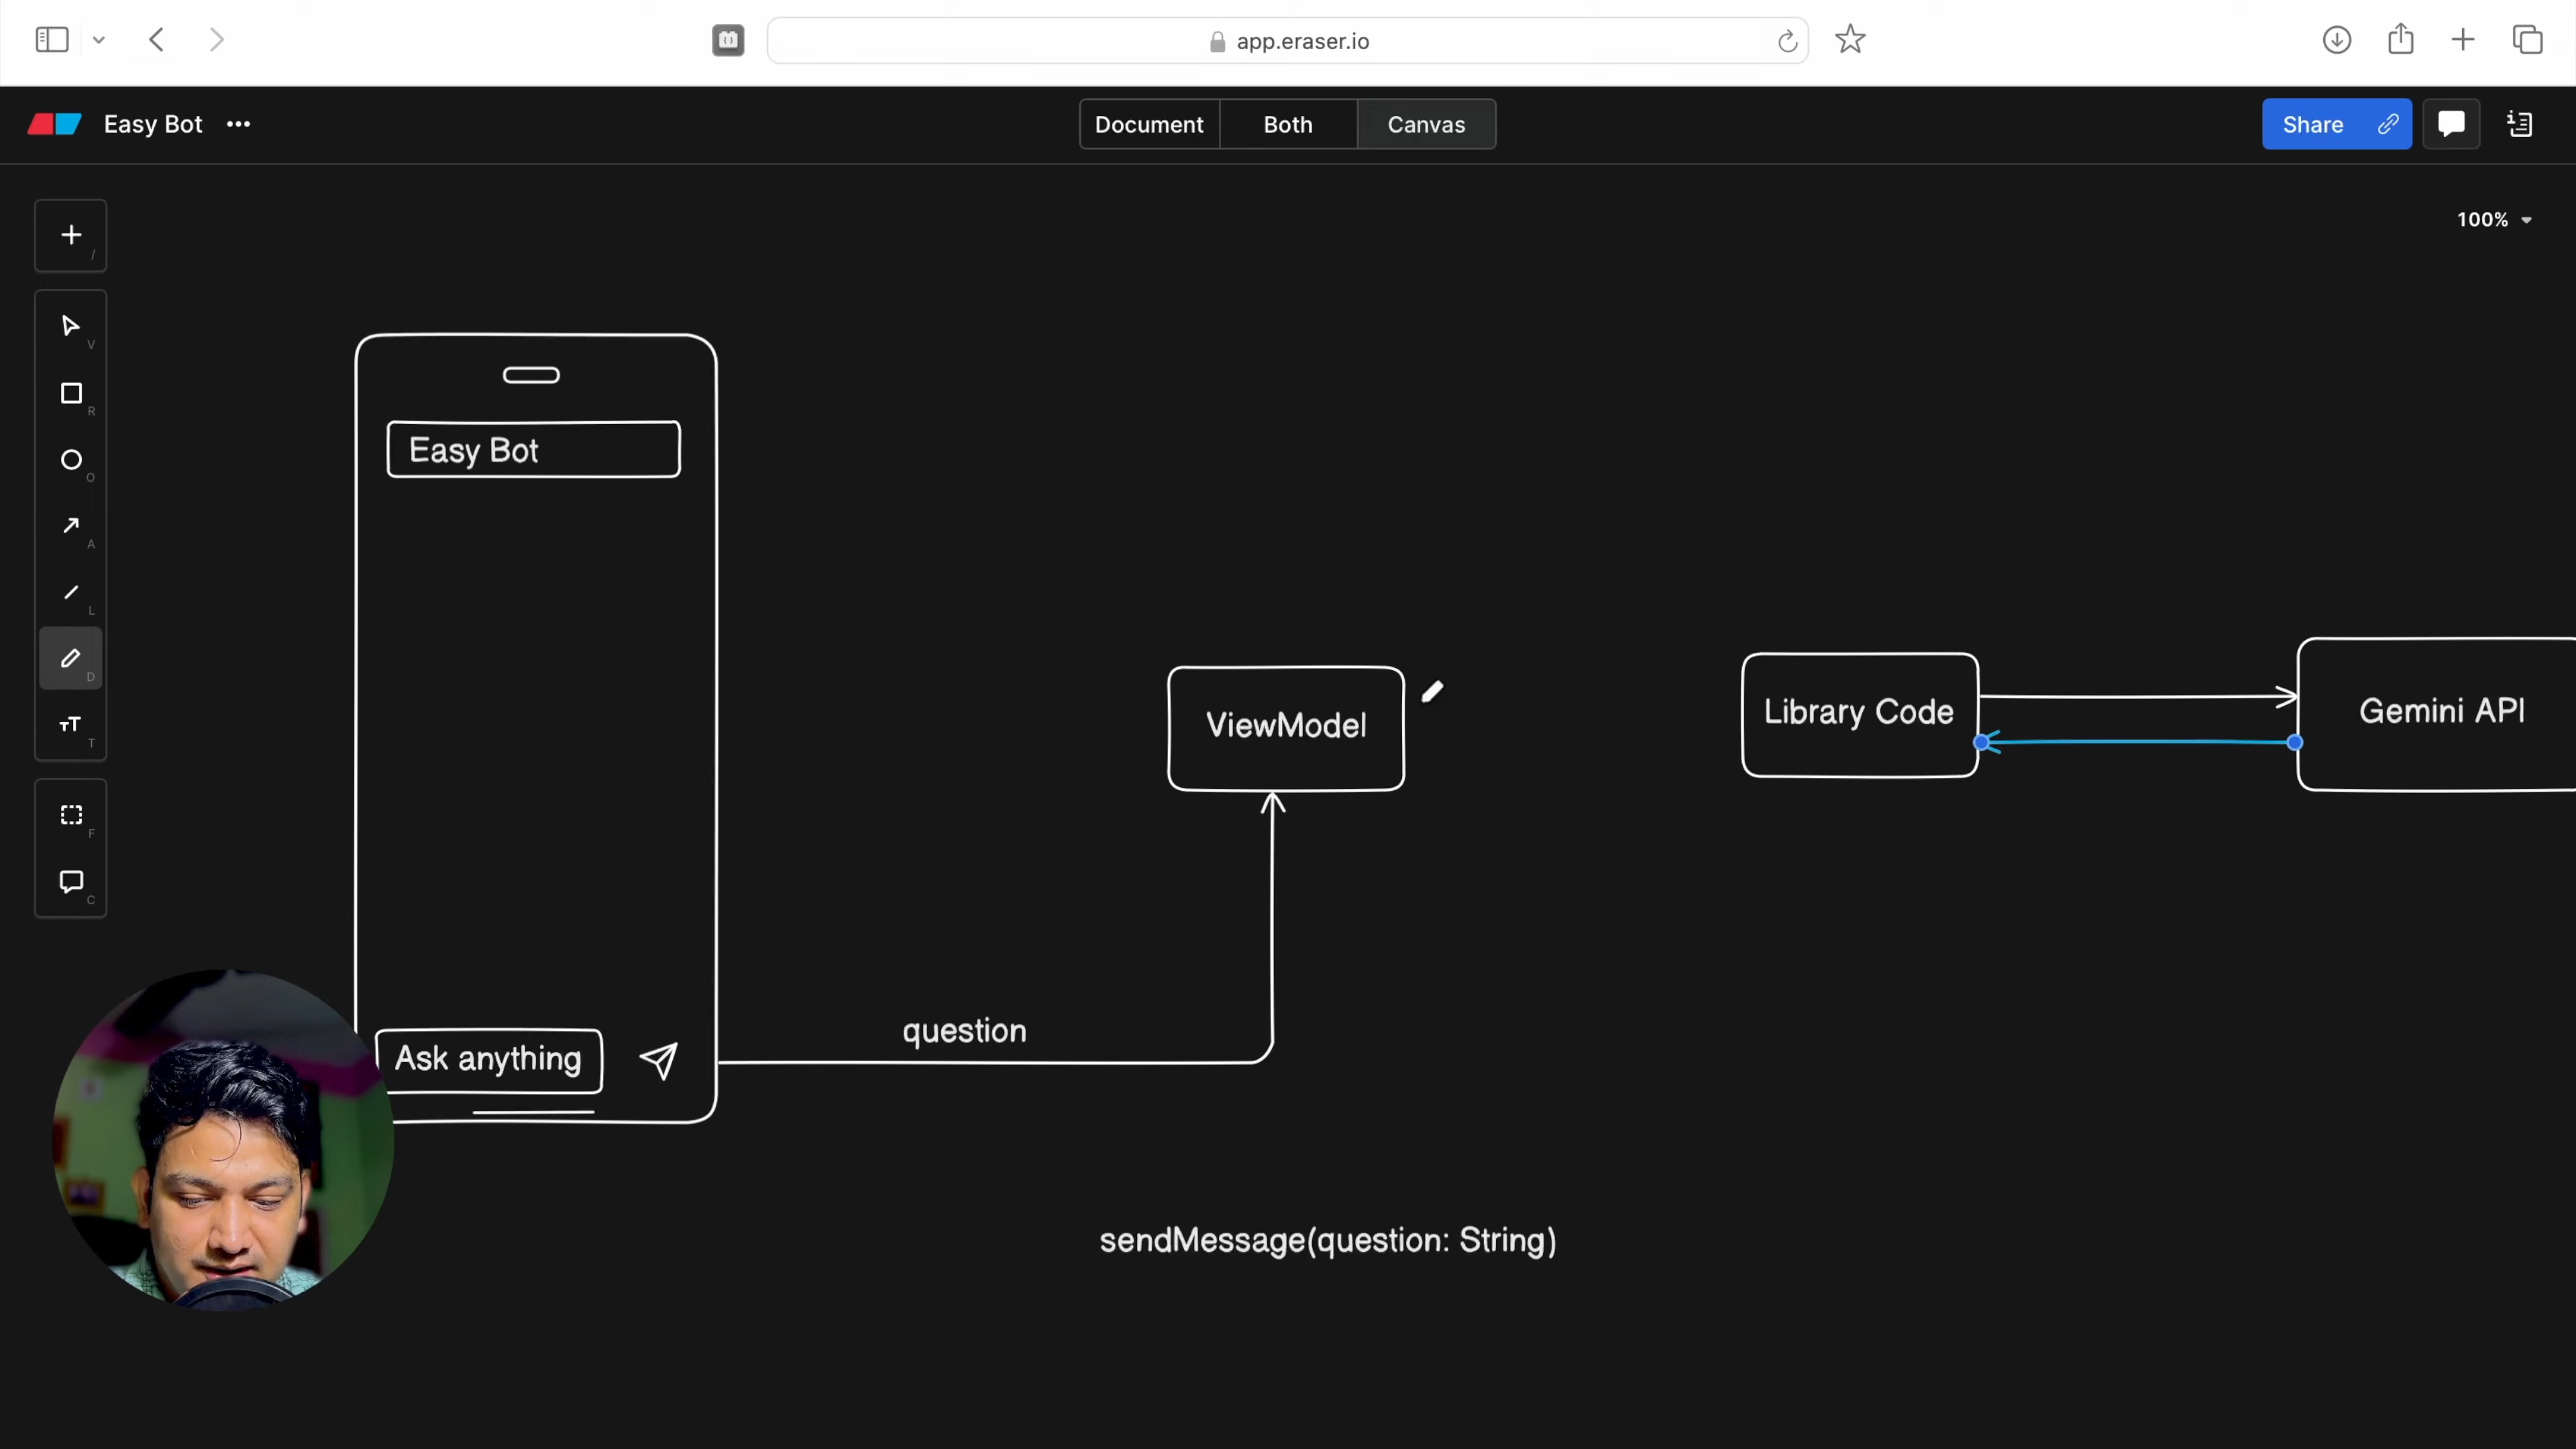 app.eraser.io
Easy Bot •••
Document Both Canvas
Share
100%
/
V
R
O
A
L
D
T
F
C
Easy Bot
ViewModel
Library Code
Gemini API
question
Ask anything
sendMessage(question: String)